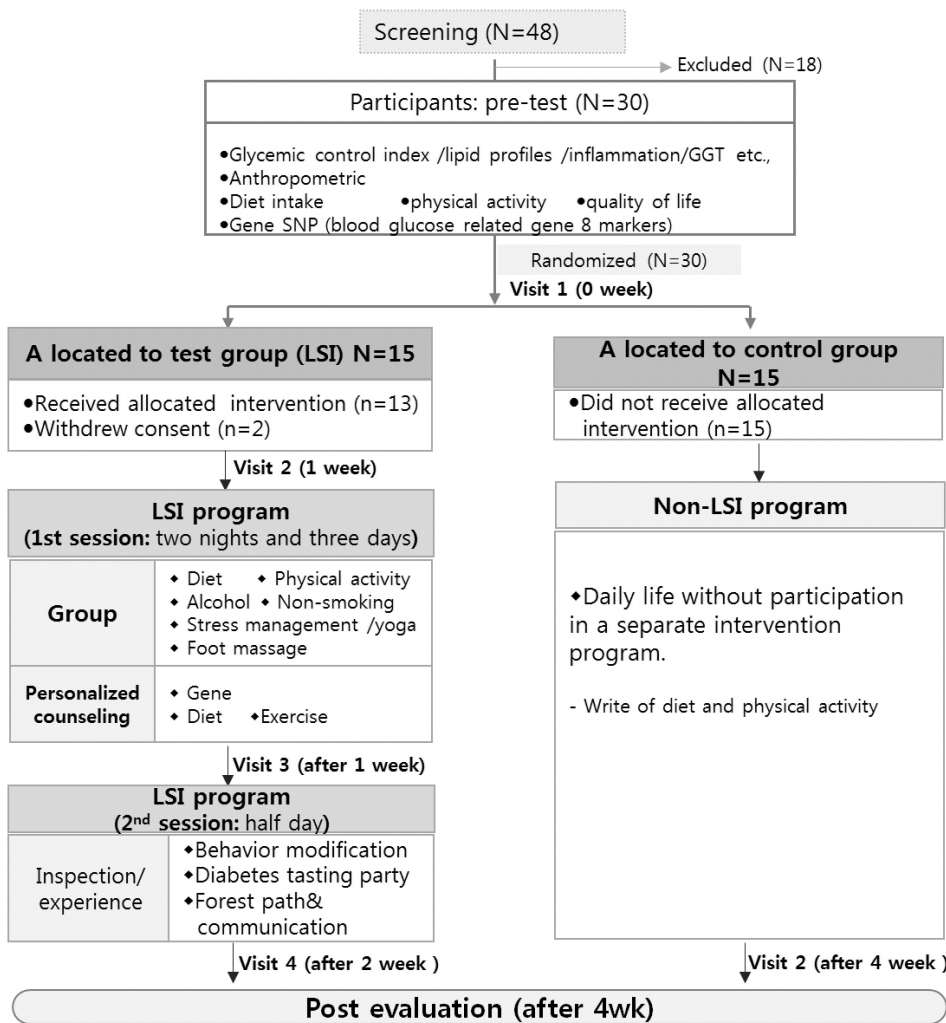 Screening (N=48)
Excluded (N=18)
Participants: pre-test (N=30)
●Glycemic control index /lipid profiles /inflammation/GGT etc.,
●Anthropometric
●Diet intake ●physical activity ●quality of life
●Gene SNP (blood glucose related gene 8 markers)
Randomized (N=30)
Visit 1 (0 week)
A located to test group (LSI) N=15
●Received allocated intervention (n=13)
●Withdrew consent (n=2)
Visit 2 (1 week)
LSI program
(1st session: two nights and three days)
Group
◆ Diet ◆ Physical activity
◆ Alcohol ◆ Non-smoking
◆ Stress management /yoga
◆ Foot massage
Personalized
counseling
◆ Gene
◆ Diet ◆Exercise
Visit 3 (after 1 week)
LSI program
(2nd session: half day)
Inspection/
experience
◆Behavior modification
◆Diabetes tasting party
◆Forest path&
communication
Visit 4 (after 2 week )
A located to control group
N=15
●Did not receive allocated
intervention (n=15)
Non-LSI program
◆Daily life without participation
in a separate intervention
program.
- Write of diet and physical activity
Visit 2 (after 4 week )
Post evaluation (after 4wk)